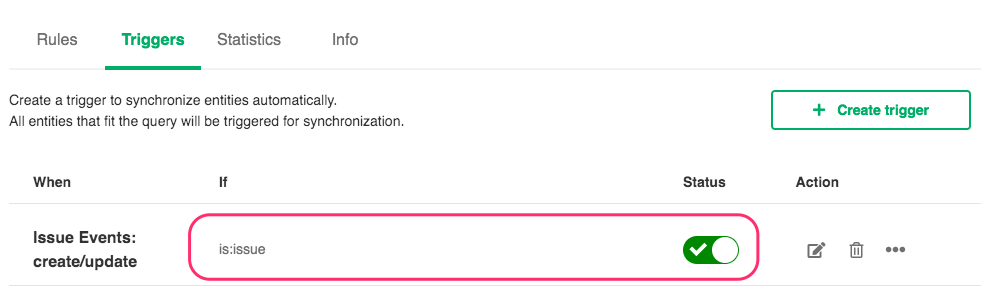 Rules Triggers Statistics Info
Create a trigger to synchronize entities automatically.
All entities that fit the query will be triggered for synchronization.
+ Create trigger
When If Status Action
Issue Events:
create/update
is:issue